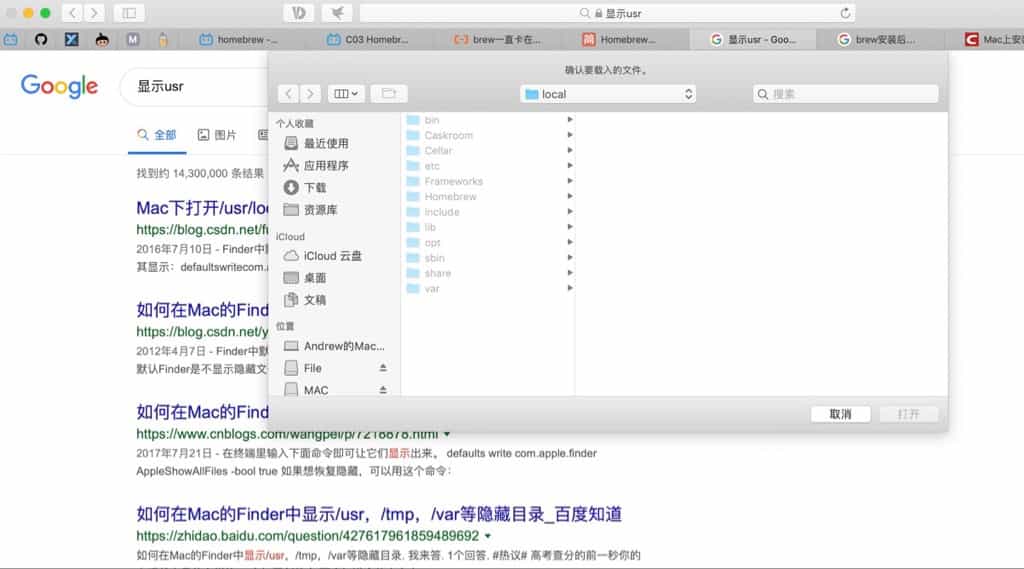 显示usr
homebrew -...
C03 Homebr...
brew一直卡在...
Homebrew...
显示usr - Goo...
brew安装后...
Mac上安装
Google
显示usr
确认要载入的文件。
local
搜索
全部
图片
找到约 14,300,000 条结果
个人收藏
最近使用
应用程序
下载
资源库
iCloud
iCloud 云盘
桌面
文稿
位置
Andrew的Mac...
File
MAC
bin
Caskroom
Cellar
etc
Frameworks
Homebrew
include
lib
opt
sbin
share
var
取消
打开
Mac下打开/usr/loc
https://blog.csdn.net/fu
2016年7月10日 - Finder中
其显示：defaultswritecom.
如何在Mac的Find
https://blog.csdn.net/y
2012年4月7日 - Finder中默
默认Finder是不显示隐藏文
如何在Mac的Find
https://www.cnblogs.com/wangpei/p/7218878.html
2017年7月21日 - 在终端里输入下面命令即可让它们显示出来。 defaults write com.apple.finder
AppleShowAllFiles -bool true 如果想恢复隐藏，可以用这个命令：
如何在Mac的Finder中显示/usr，/tmp，/var等隐藏目录_百度知道
https://zhidao.baidu.com/question/427617961859489692
如何在Mac的Finder中显示/usr，/tmp，/var等隐藏目录. 我来答. 1个回答. #热议# 高考查分的前一秒你的